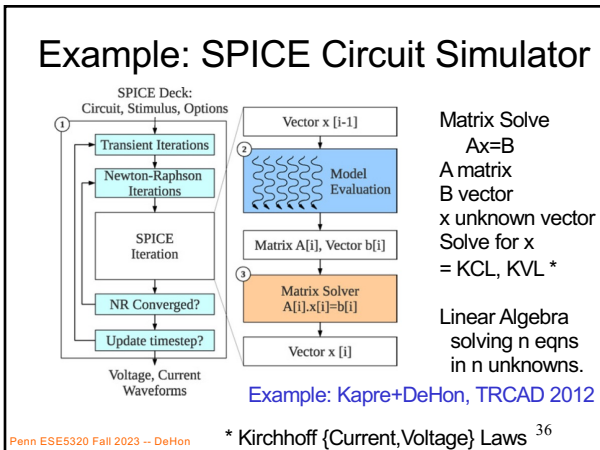 Example: SPICE Circuit Simulator
SPICE Deck:
Circuit, Stimulus, Options
1
Transient Iterations
Newton-Raphson
Iterations
SPICE
Iteration
NR Converged?
Update timestep?
Voltage, Current
Waveforms
Vector x [i-1]
2
Model
Evaluation
Matrix A[i], Vector b[i]
3
Matrix Solver
A[i].x[i]=b[i]
Vector x [i]
Matrix Solve
Ax=B
A matrix
B vector
x unknown vector
Solve for x
= KCL, KVL *
Linear Algebra
solving n eqns
in n unknowns.
Example: Kapre+DeHon, TRCAD 2012
Penn ESE5320 Fall 2023 -- DeHon
* Kirchhoff {Current,Voltage} Laws 36